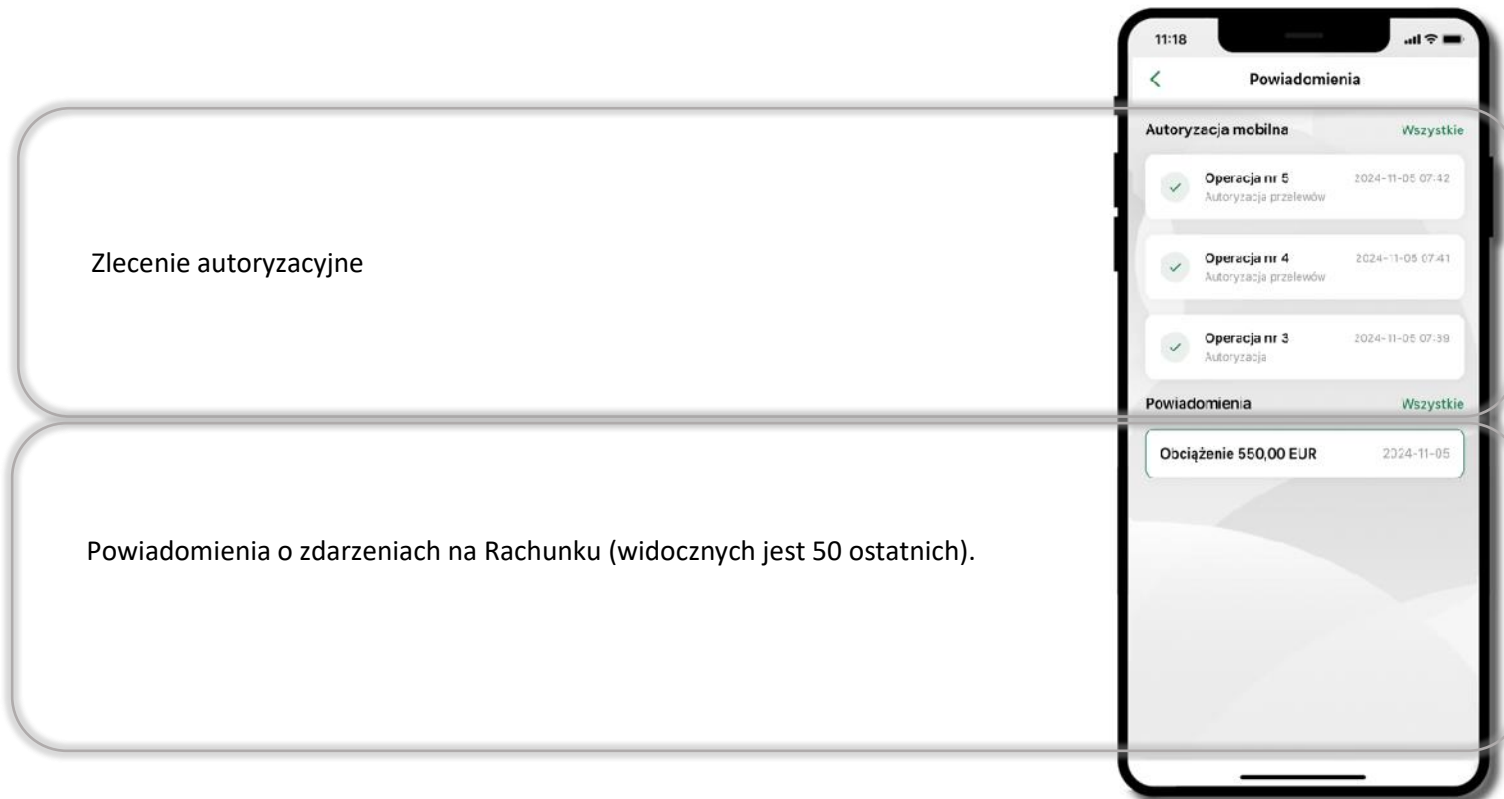 11:18
Powiadomienia
Autoryzacja mobilna Wszystkie
Operacja nr 5 2024-11-05 07:42
Autoryzacja przelewów
Zlecenie autoryzacyjne
Operacja nr 4 2024-11-05 07:41
Autoryzacja przelewów
Operacja nr 3 2024-11-05 07:39
Autoryzacja
Powiadomienia Wszystkie
Obciążenie 550,00 EUR 2024-11-05
Powiadomienia o zdarzeniach na Rachunku (widocznych jest 50 ostatnich).